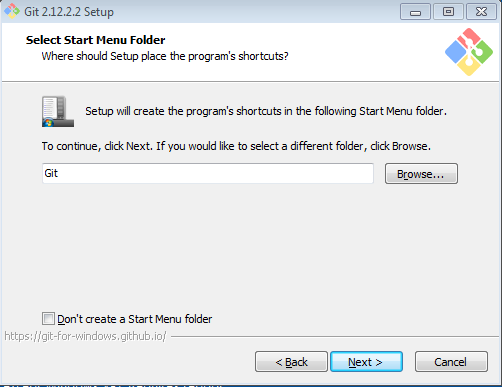 Git 2.12.2.2 Setup
Select Start Menu Folder
Where should Setup place the program's shortcuts?
Setup will create the program's shortcuts in the following Start Menu folder.
To continue, click Next. If you would like to select a different folder, click Browse.
Git
Browse...
Don't create a Start Menu folder
https://git-for-windows.github.io/
< Back
Next >
Cancel